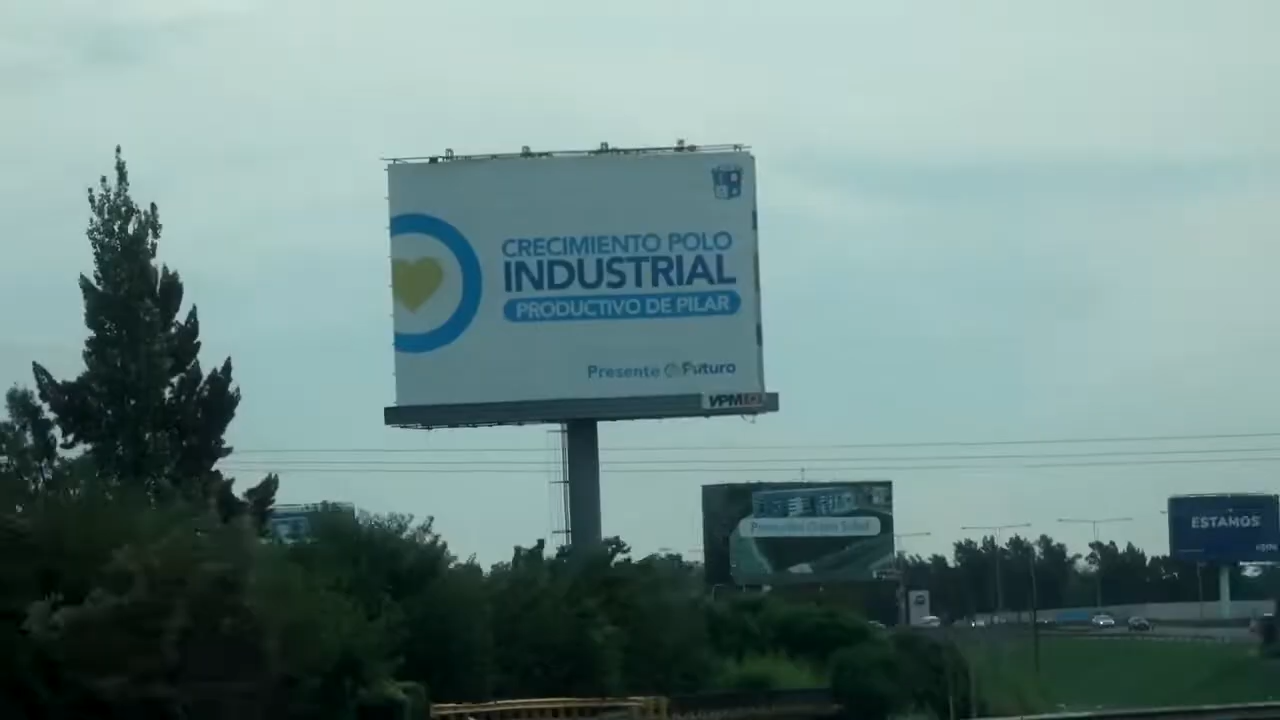 CRECIMIENTO POLO
INDUSTRIAL
PRODUCTIVO DE PILAR
Presente Futuro
VPM
ESTAMOS